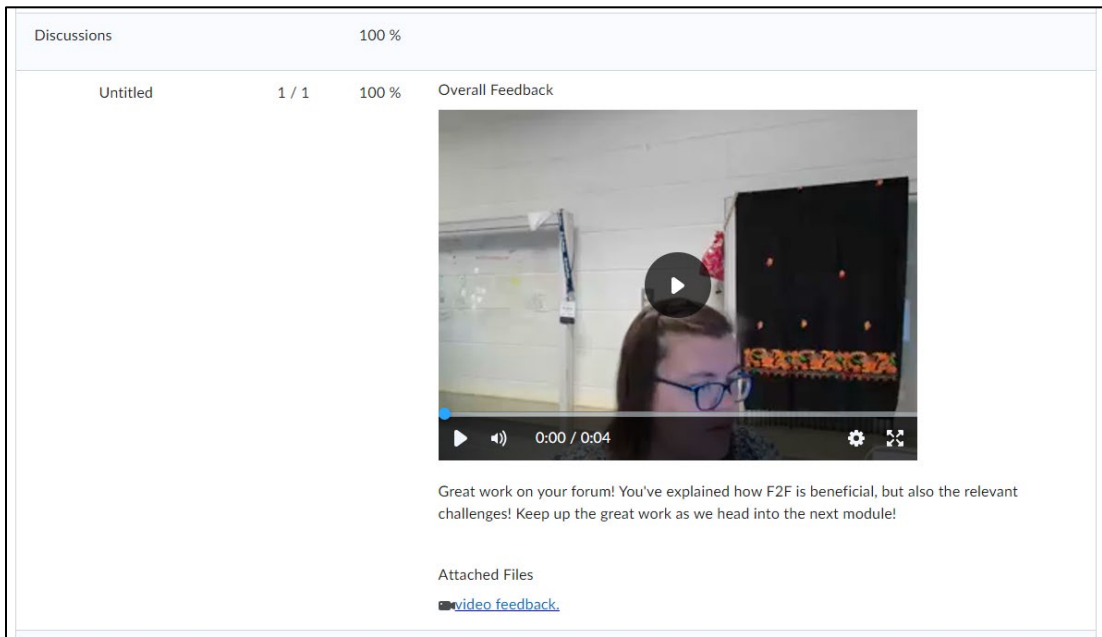 Discussions 100 %
Untitled 1 / 1 100 % Overall Feedback
0:00 / 0:04
Great work on your forum! You've explained how F2F is beneficial, but also the relevant
challenges! Keep up the great work as we head into the next module!
Attached Files
video feedback.